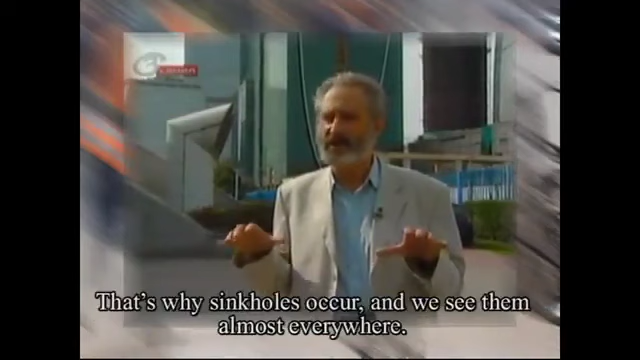 That's why sinkholes occur, and we see them
almost everywhere.